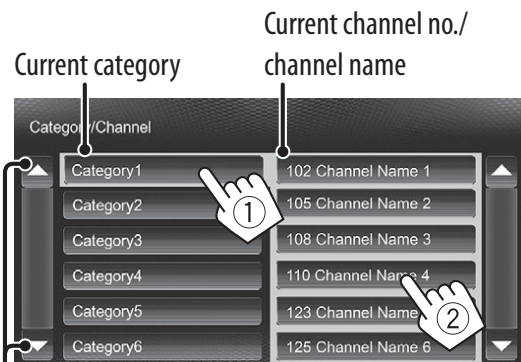 Current channel no./
Current category
channel name
Category/Channel
Category1
102 Channel Name 1
Category2
105 Channel Name 2
1
Category3
108 Channel Name 3
Category4
110 Channel Name 4
Category5
123 Channel Name
2
Category6
125 Channel Name 6